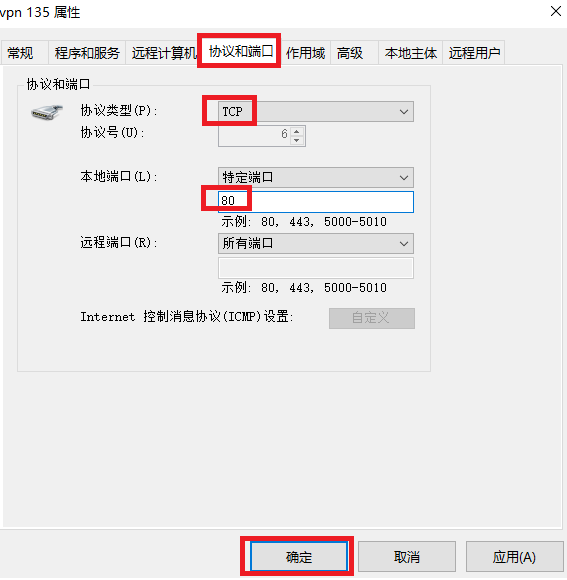 vpn 135 属性
常规 程序和服务 远程计算机 协议和端口 作用域 高级 本地主体 远程用户
协议和端口
协议类型(P): TCP
协议号(U): 6
本地端口(L): 特定端口
80
示例: 80, 443, 5000-5010
远程端口(R): 所有端口
示例: 80, 443, 5000-5010
Internet 控制消息协议(ICMP)设置: 自定义
确定 取消 应用(A)